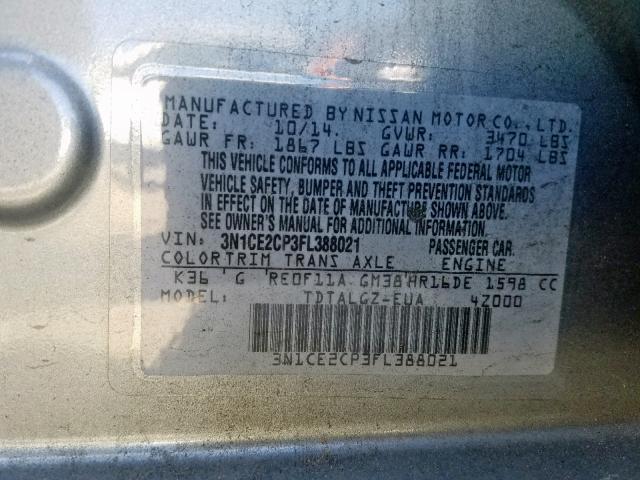 MANUFACTURED BY NISSAN MOTOR CO., LTD.
DATE: 10/14. GVWR: 3470 LBS
GAWR FR: 1867 LBS GAWR RR: 1704 LBS
THIS VEHICLE CONFORMS TO ALL APPLICABLE FEDERAL MOTOR
VEHICLE SAFETY, BUMPER AND THEFT PREVENTION STANDARDS
IN EFFECT ON THE DATE OF MANUFACTURE SHOWN ABOVE.
SEE OWNER'S MANUAL FOR ADDITIONAL INFORMATION.
VIN: 3N1CE2CP3FL388021 PASSENGER CAR.
COLOR TRIM TRANS AXLE ENGINE
K36 G RE0F11A GM38 HR16DE 1598 CC
MODEL: TDTALGZ-EUA 4Z000
3N1CE2CP3FL388021